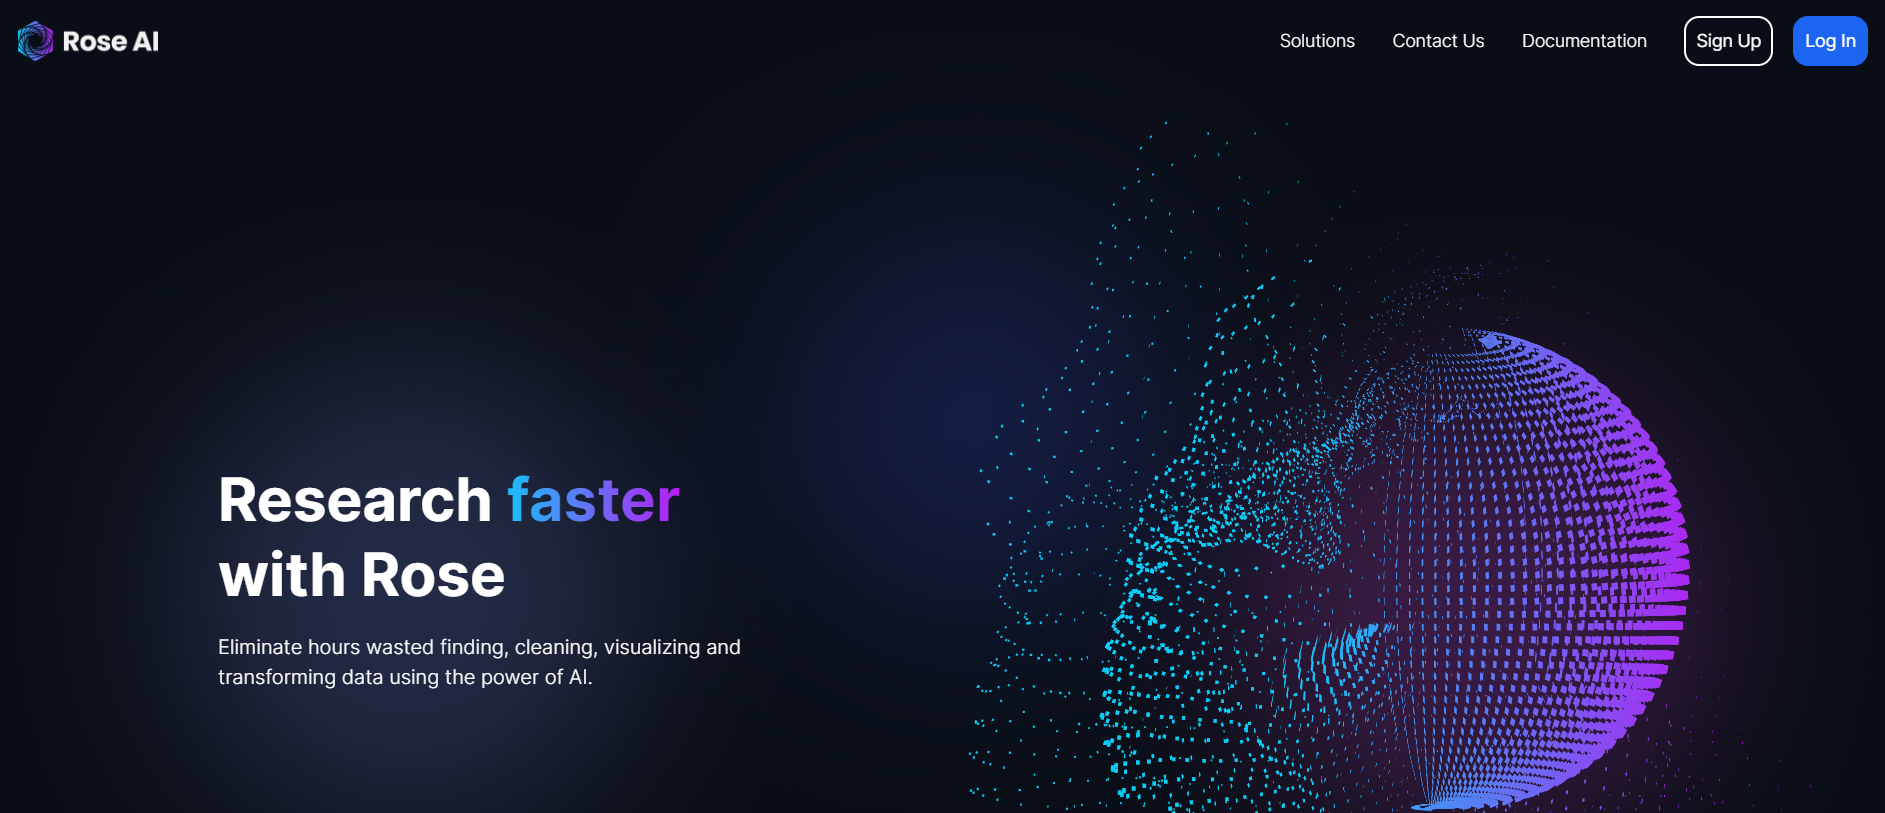 Rose AI
Solutions
Contact Us
Documentation
Sign Up
Log In
Research faster
with Rose
Eliminate hours wasted finding, cleaning, visualizing and
transforming data using the power of AI.